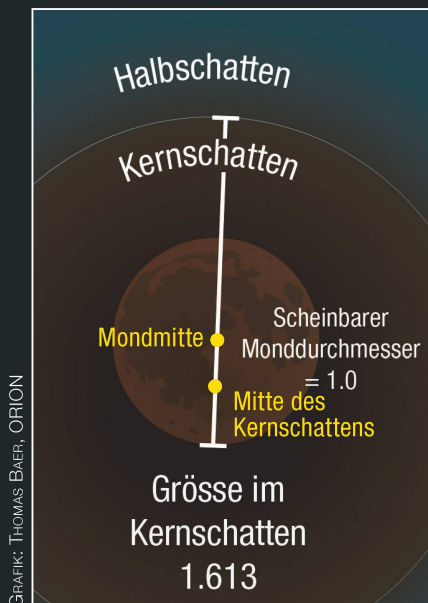 Halbschatten
Kernschatten
Mondmitte
Scheinbarer
Monddurchmesser
= 1.0
Mitte des
Kernschattens
Grösse im
Kernschatten
1.613
GRAFIK: THOMAS BAER, ORION